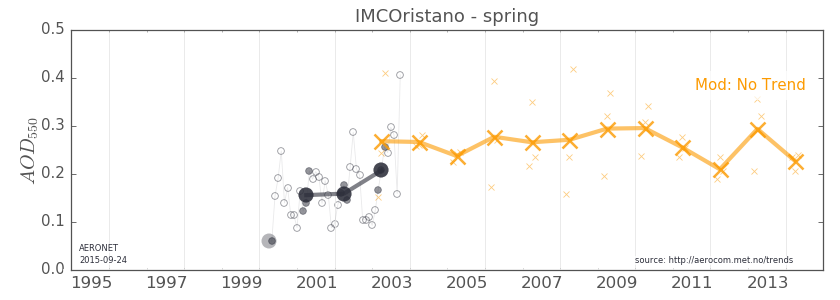 IMCOristano - spring
0.5
0.4
0.3
0.2
0.1
0.0
AOD550
Mod: No Trend
AERONET
2015-09-24
source: http://aerocom.met.no/trends
1995 1997 1999 2001 2003 2005 2007 2009 2011 2013